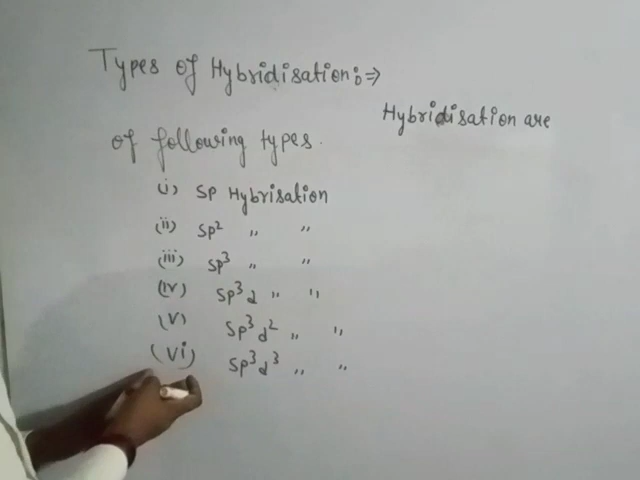 Types of Hybridisation:⇒
Hybridisation are
of following types.
(i) sp Hybrisation
(ii) sp² " "
(iii) sp³ " "
(iv) sp³d " "
(v) sp³d² " "
(vi) sp³d³ " "